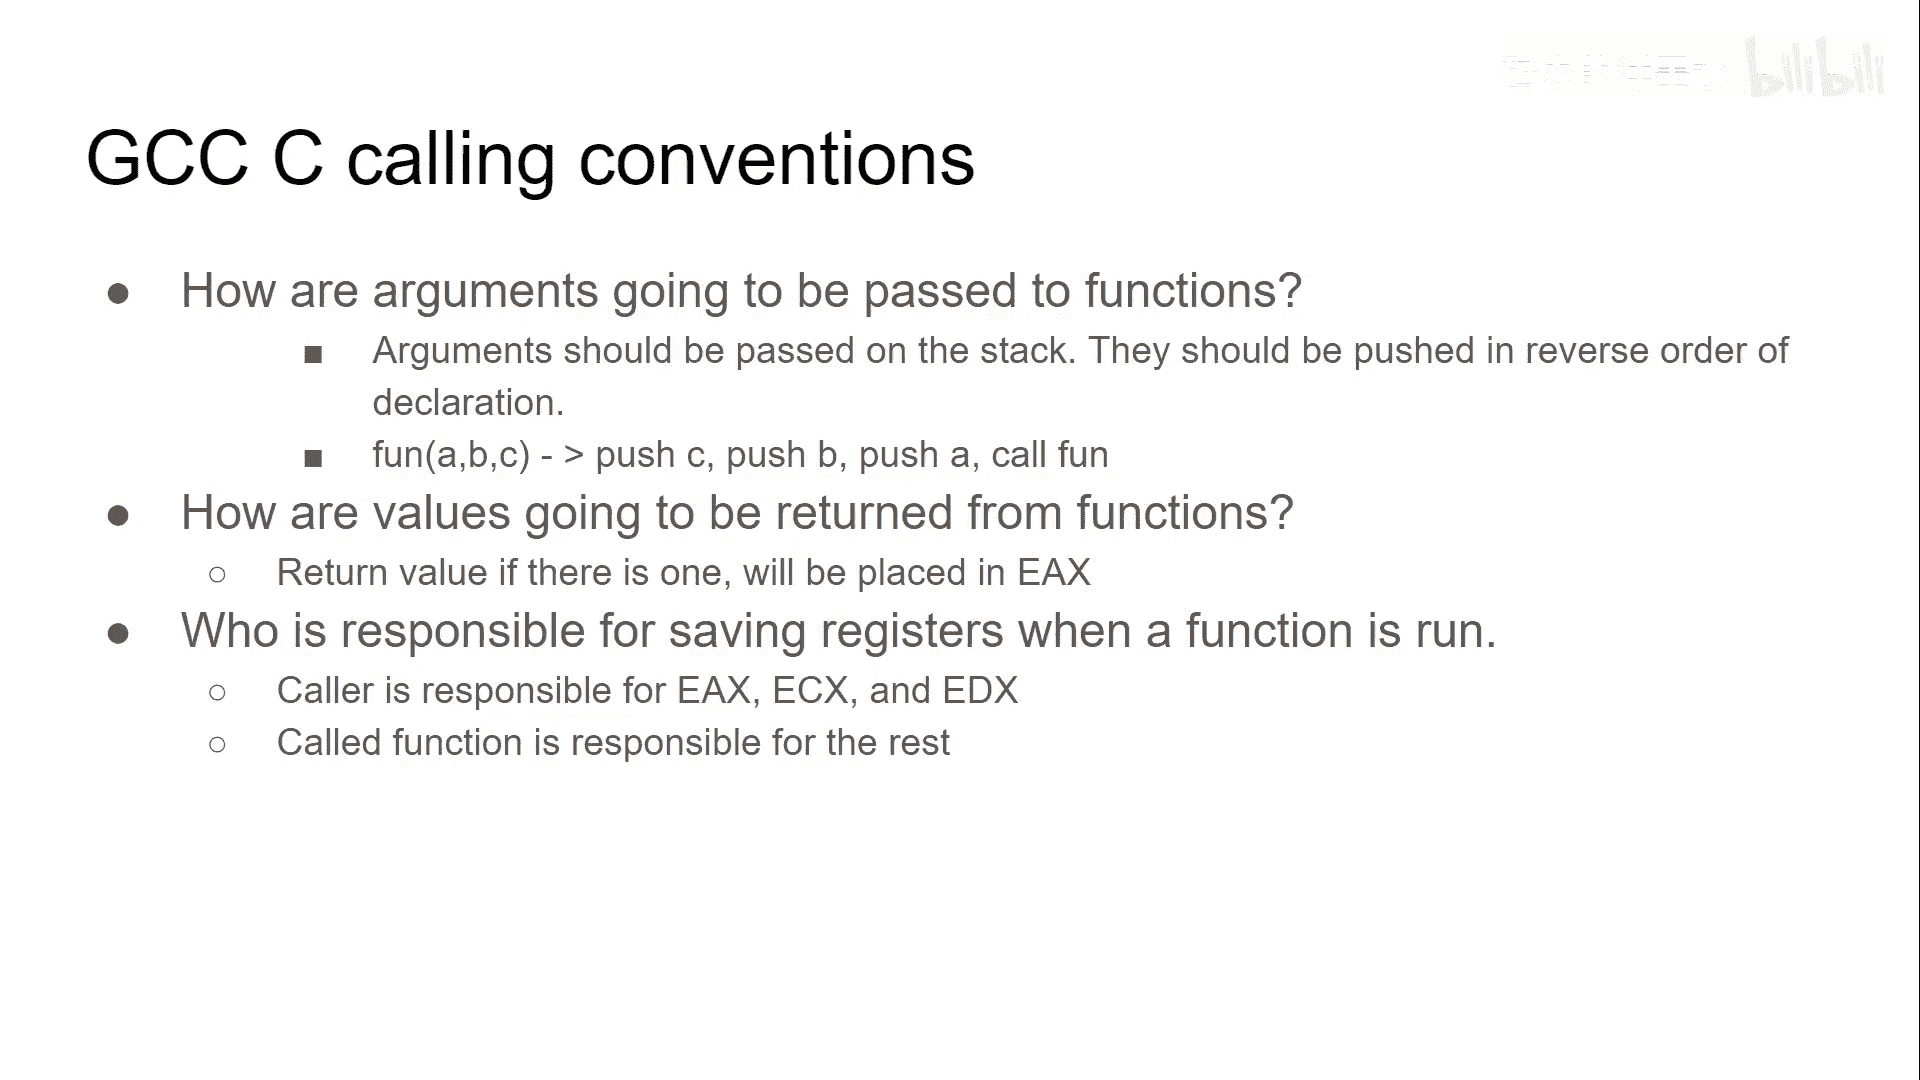 bilibili
GCC C calling conventions
● How are arguments going to be passed to functions?
■ Arguments should be passed on the stack. They should be pushed in reverse order of
declaration.
■ fun(a,b,c) - > push c, push b, push a, call fun
● How are values going to be returned from functions?
○ Return value if there is one, will be placed in EAX
● Who is responsible for saving registers when a function is run.
○ Caller is responsible for EAX, ECX, and EDX
○ Called function is responsible for the rest